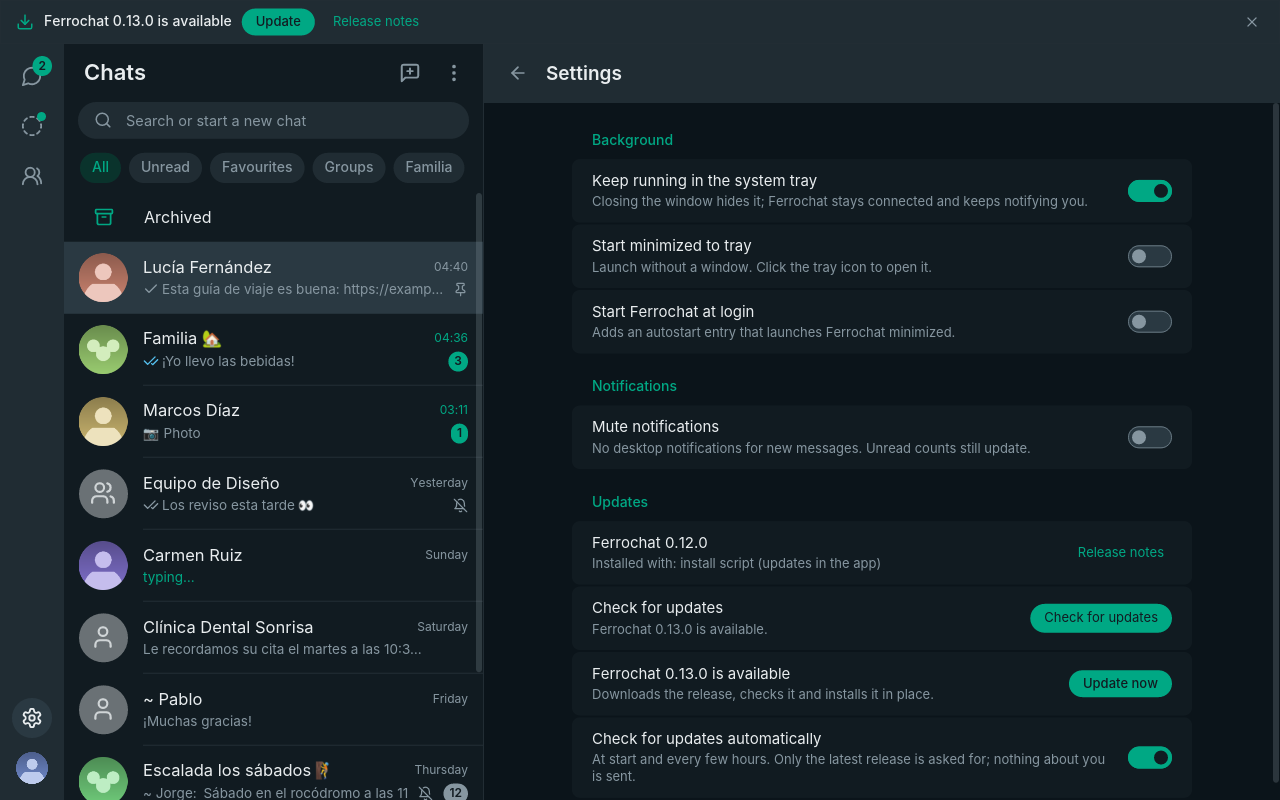 Ferrochat 0.13.0 is available
Update
Release notes
2
Chats
Search or start a new chat
All
Unread
Favourites
Groups
Familia
Archived
Lucía Fernández
04:40
Esta guía de viaje es buena: https://examp...
Familia 🏡
04:36
¡Yo llevo las bebidas!
3
Marcos Díaz
03:11
📷 Photo
1
Equipo de Diseño
Yesterday
Los reviso esta tarde 👀
Carmen Ruiz
Sunday
typing...
Clínica Dental Sonrisa
Saturday
Le recordamos su cita el martes a las 10:3...
~ Pablo
Friday
¡Muchas gracias!
Escalada los sábados 🧗
Thursday
~ Jorge: Sábado en el rocódromo a las 11
12
Settings
Background
Keep running in the system tray
Closing the window hides it; Ferrochat stays connected and keeps notifying you.
Start minimized to tray
Launch without a window. Click the tray icon to open it.
Start Ferrochat at login
Adds an autostart entry that launches Ferrochat minimized.
Notifications
Mute notifications
No desktop notifications for new messages. Unread counts still update.
Updates
Ferrochat 0.12.0
Installed with: install script (updates in the app)
Release notes
Check for updates
Ferrochat 0.13.0 is available.
Check for updates
Ferrochat 0.13.0 is available
Downloads the release, checks it and installs it in place.
Update now
Check for updates automatically
At start and every few hours. Only the latest release is asked for; nothing about you
is sent.